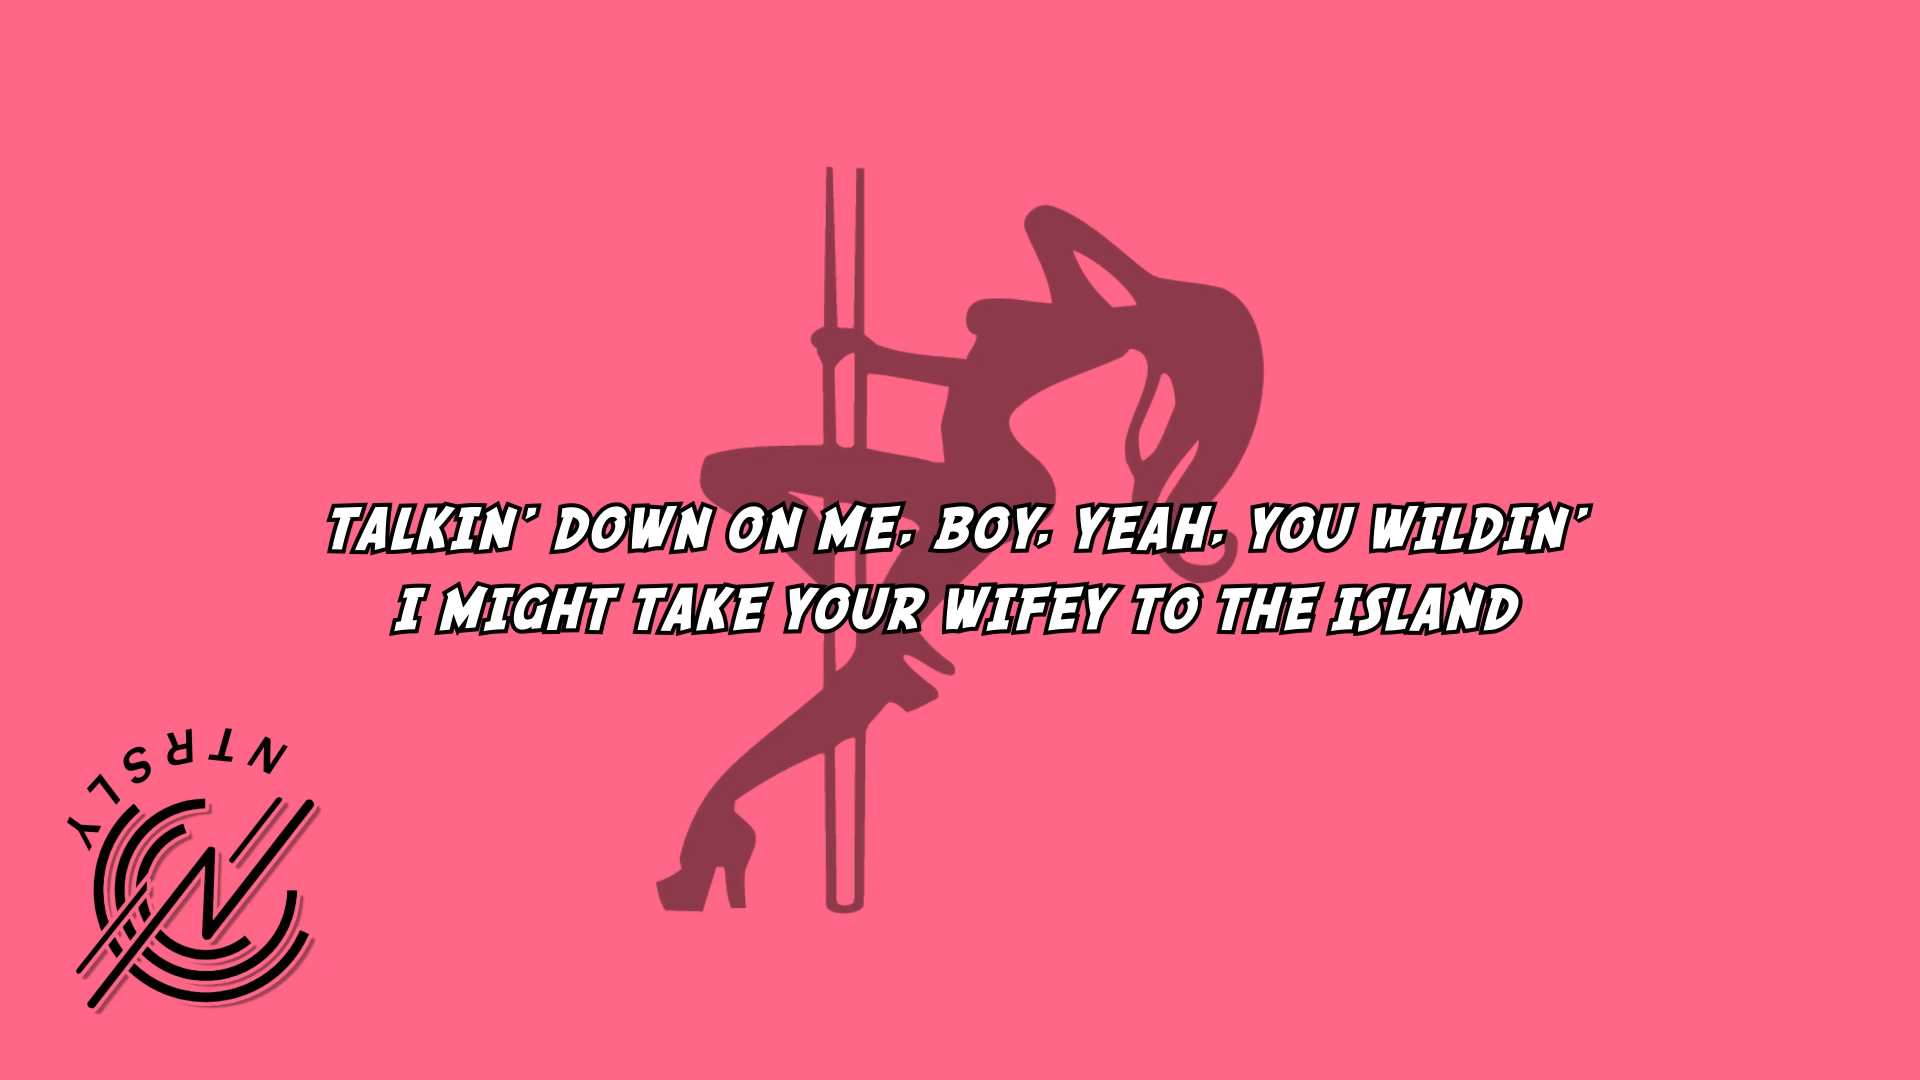 TALKIN' DOWN ON ME, BOY, YEAH, YOU WILDIN'
I MIGHT TAKE YOUR WIFEY TO THE ISLAND
NTRSLY